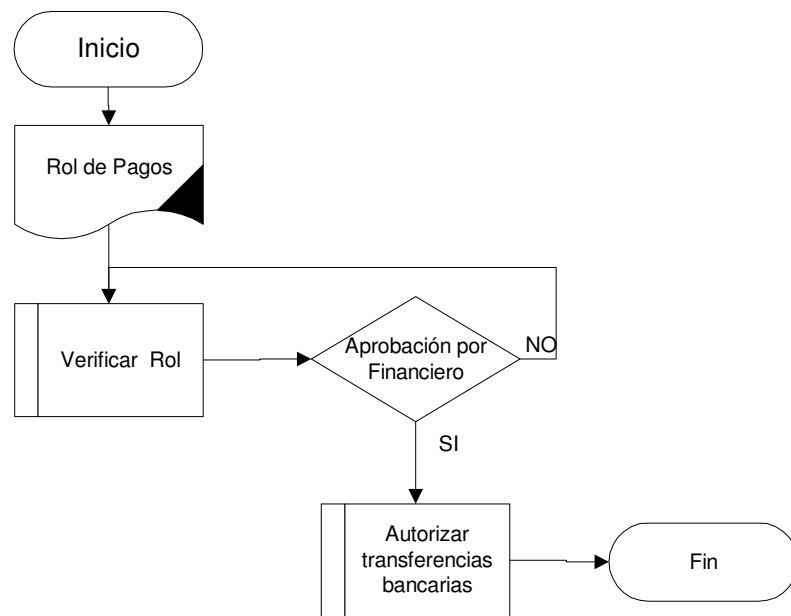 Inicio
Rol de Pagos
Verificar Rol
Aprobación por
Financiero
NO
SI
Autorizar
transferencias
bancarias
Fin